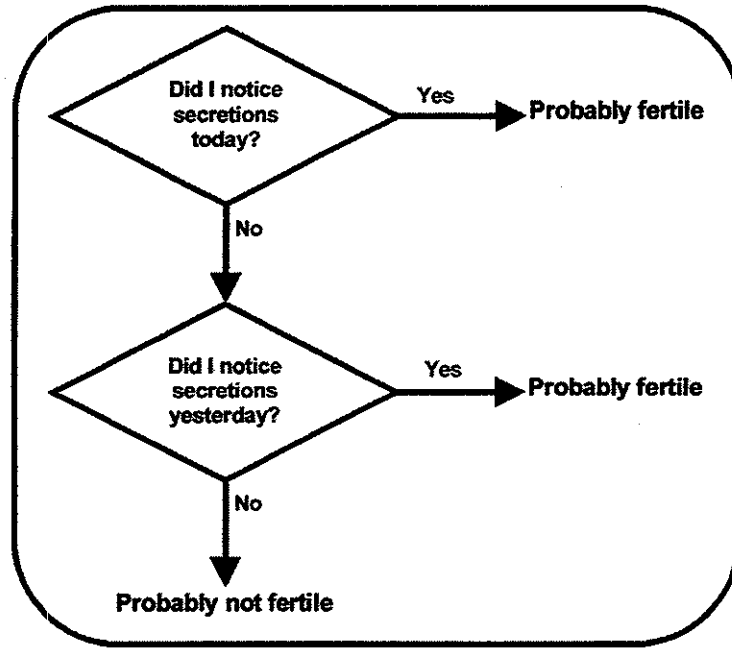 Did I notice
secretions
today?
Yes
Probably fertile
No
Did I notice
secretions
yesterday?
Yes
Probably fertile
No
Probably not fertile